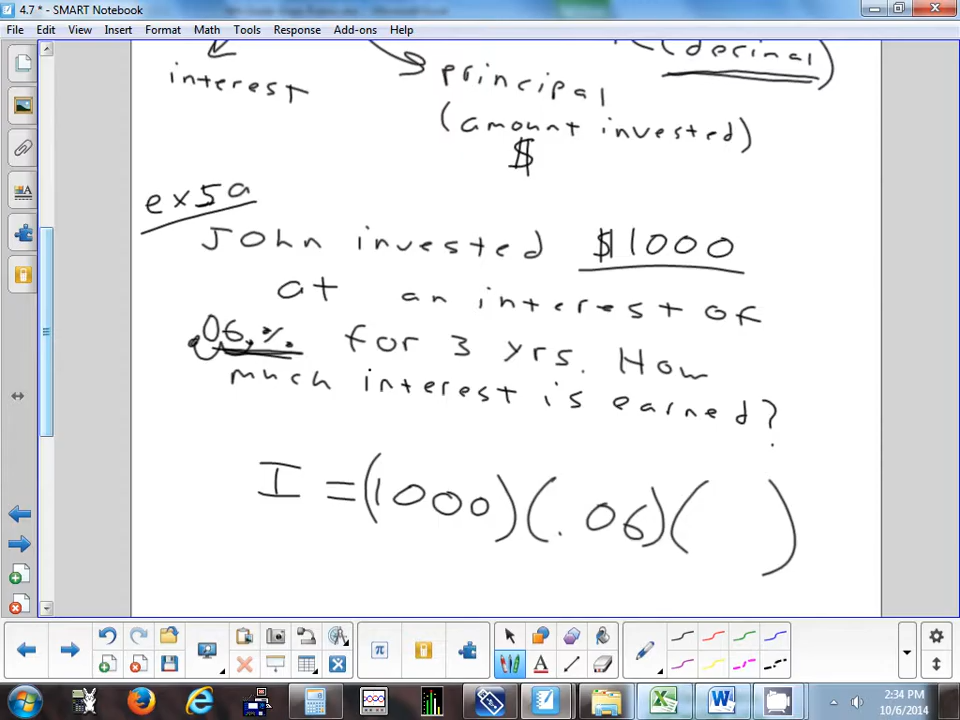 4.7 * - SMART Notebook
File Edit View Insert Format Math Tools Response Add-ons Help
(decimal)
interest
principal
(amount invested)
$
ex 5a
John invested $1000
at an interest of
.06.%. for 3 yrs. How
much interest is earned?
I = (1000)(.06)( )
2:34 PM
10/6/2014